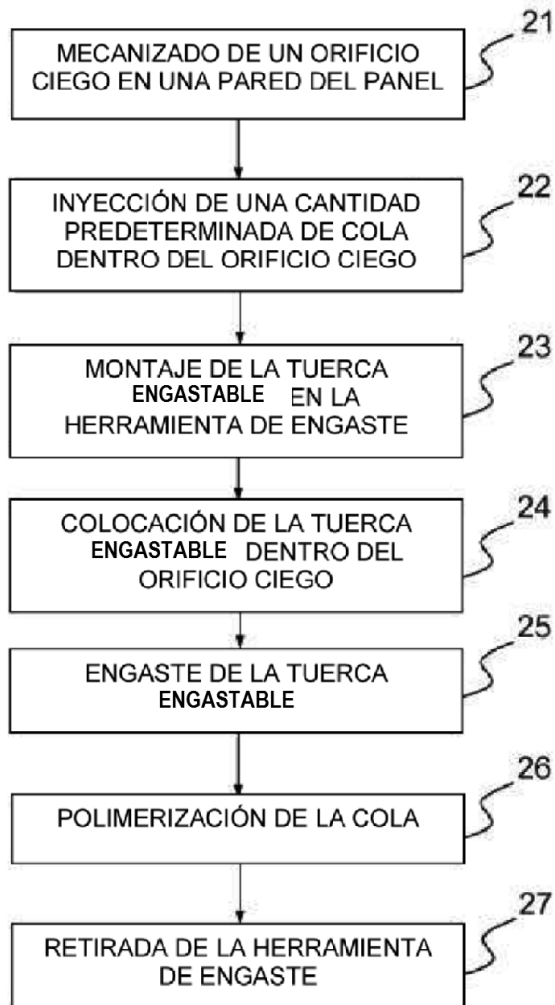 21
MECANIZADO DE UN ORIFICIO
CIEGO EN UNA PARED DEL PANEL
22
INYECCIÓN DE UNA CANTIDAD
PREDETERMINADA DE COLA
DENTRO DEL ORIFICIO CIEGO
23
MONTAJE DE LA TUERCA
ENGASTABLE EN LA
HERRAMIENTA DE ENGASTE
24
COLOCACIÓN DE LA TUERCA
ENGASTABLE DENTRO DEL
ORIFICIO CIEGO
25
ENGASTE DE LA TUERCA
ENGASTABLE
26
POLIMERIZACIÓN DE LA COLA
27
RETIRADA DE LA HERRAMIENTA
DE ENGASTE